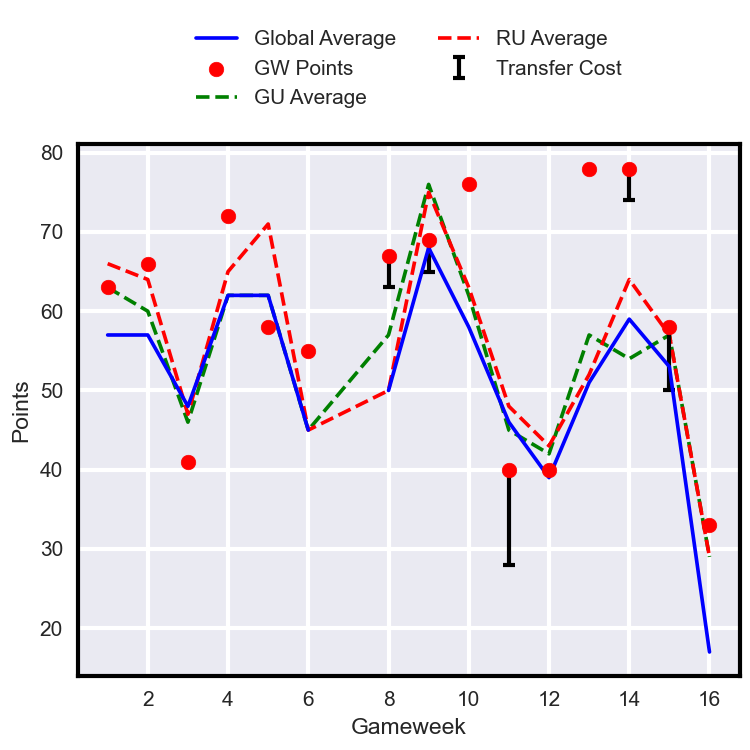 Global Average
GW Points
GU Average
RU Average
Transfer Cost
80
70
60
50
40
30
20
Points
2 4 6 8 10 12 14 16
Gameweek